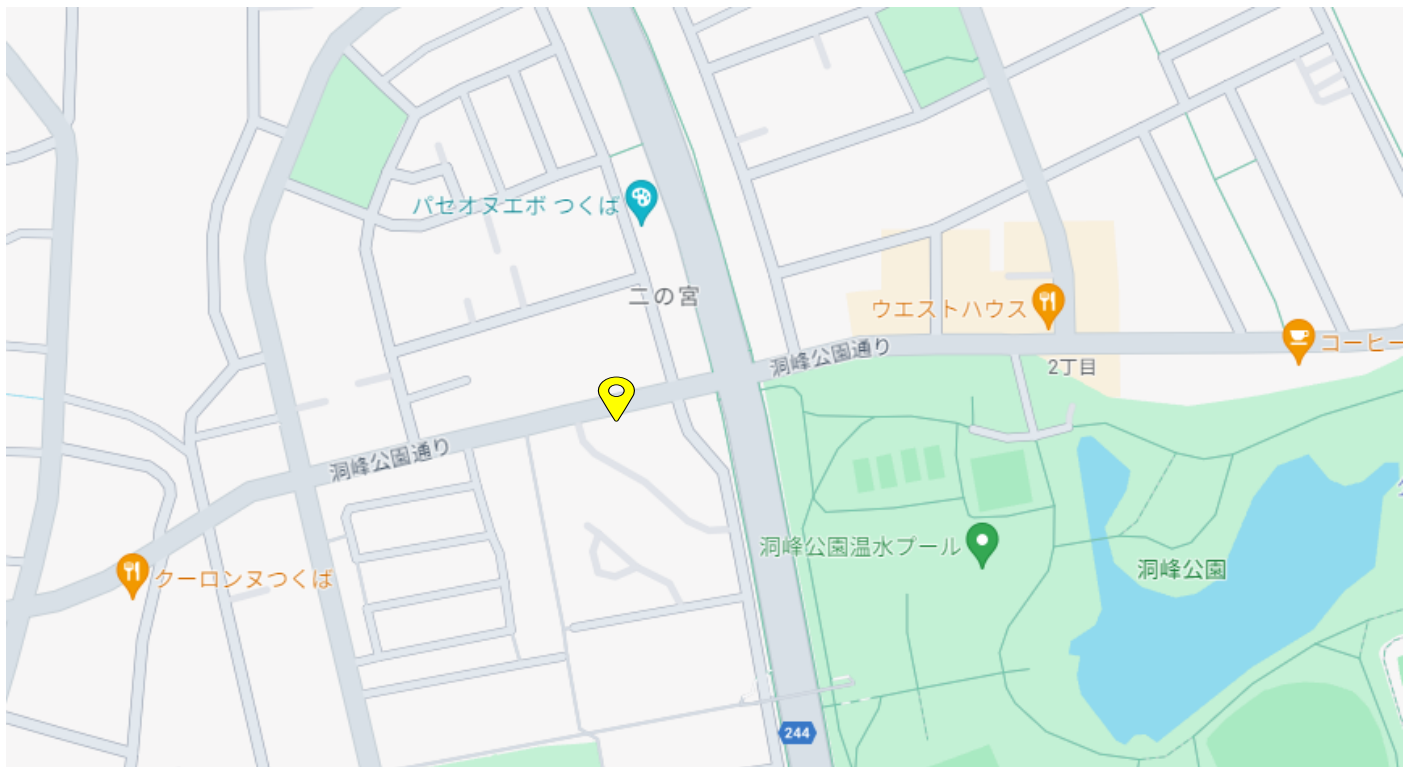 パセオヌエボ つくば
二の宮
ウエストハウス
洞峰公園通り
コーヒー
2丁目
洞峰公園通り
洞峰公園温水プール
洞峰公園
クーロンヌつくば
244